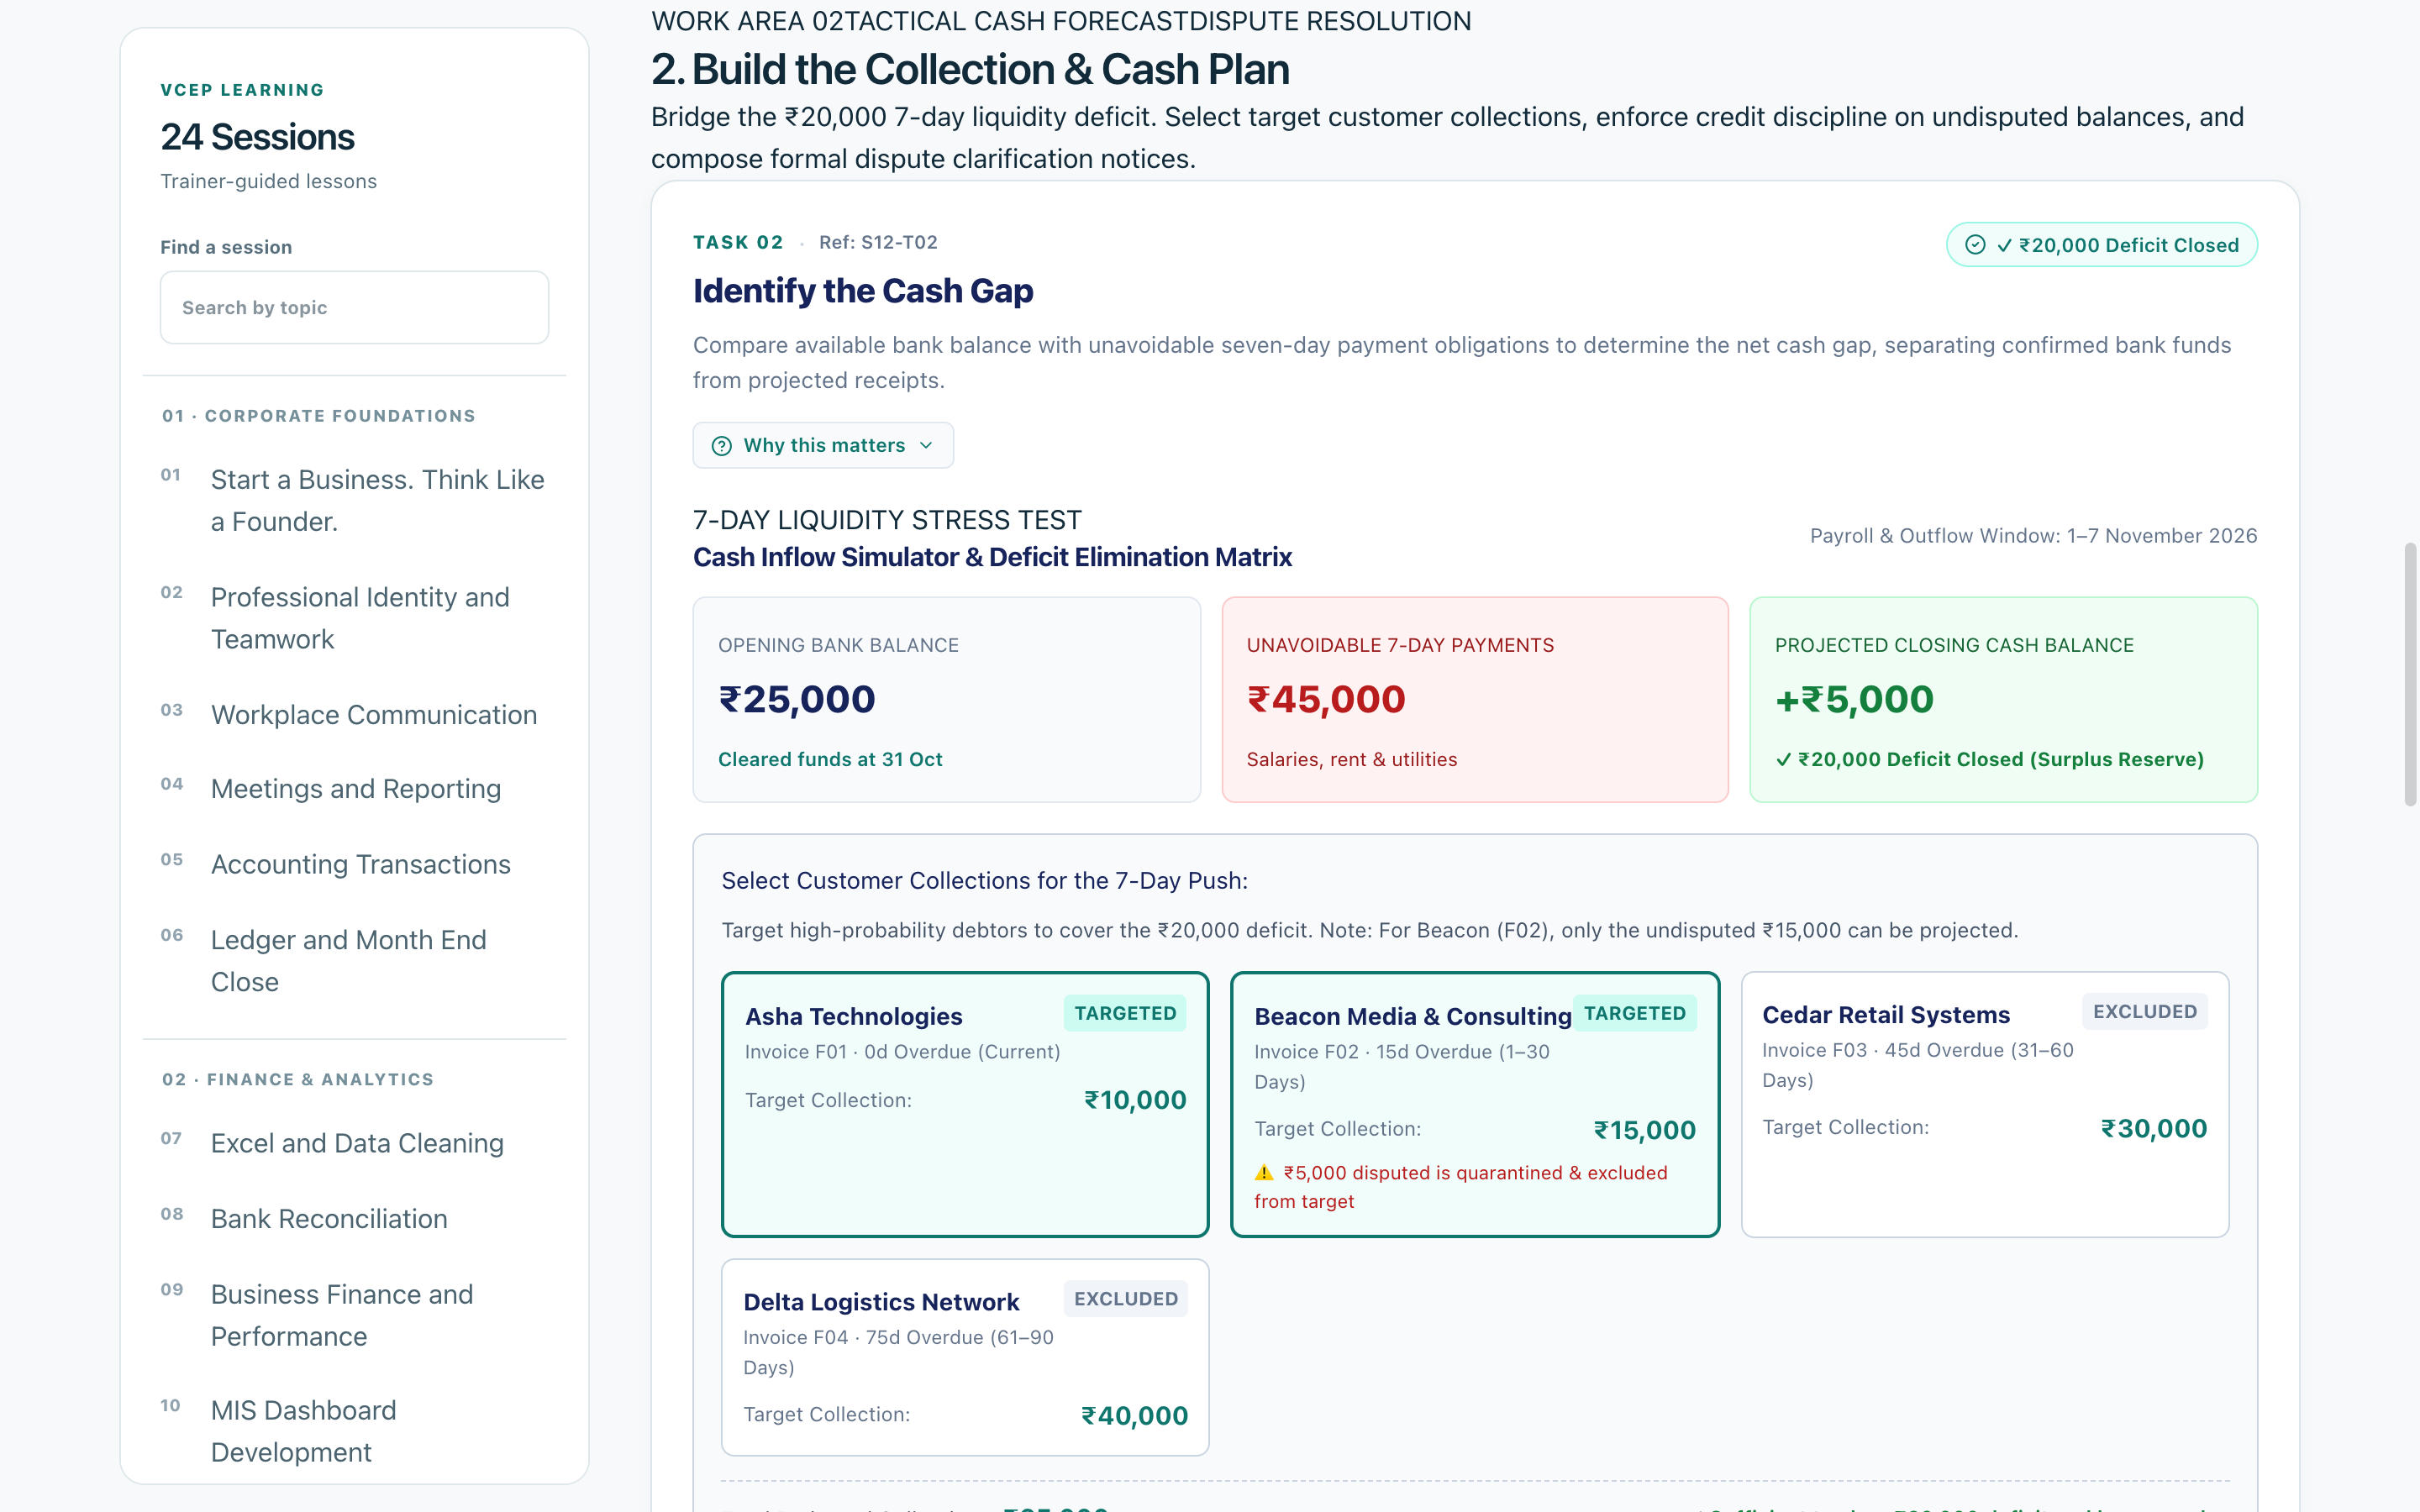 VCEP LEARNING
24 Sessions
Trainer-guided lessons
Find a session
Search by topic
01 · CORPORATE FOUNDATIONS
01 Start a Business. Think Like
a Founder.
02 Professional Identity and
Teamwork
03 Workplace Communication
04 Meetings and Reporting
05 Accounting Transactions
06 Ledger and Month End
Close
02 · FINANCE & ANALYTICS
07 Excel and Data Cleaning
08 Bank Reconciliation
09 Business Finance and
Performance
10 MIS Dashboard
Development
WORK AREA 02TACTICAL CASH FORECASTDISPUTE RESOLUTION
2. Build the Collection & Cash Plan
Bridge the ₹20,000 7-day liquidity deficit. Select target customer collections, enforce credit discipline on undisputed balances, and
compose formal dispute clarification notices.
TASK 02 · Ref: S12-T02
✓ ₹20,000 Deficit Closed
Identify the Cash Gap
Compare available bank balance with unavoidable seven-day payment obligations to determine the net cash gap, separating confirmed bank funds
from projected receipts.
Why this matters
7-DAY LIQUIDITY STRESS TEST
Cash Inflow Simulator & Deficit Elimination Matrix
Payroll & Outflow Window: 1–7 November 2026
OPENING BANK BALANCE
₹25,000
Cleared funds at 31 Oct
UNAVOIDABLE 7-DAY PAYMENTS
₹45,000
Salaries, rent & utilities
PROJECTED CLOSING CASH BALANCE
+₹5,000
✓ ₹20,000 Deficit Closed (Surplus Reserve)
Select Customer Collections for the 7-Day Push:
Target high-probability debtors to cover the ₹20,000 deficit. Note: For Beacon (F02), only the undisputed ₹15,000 can be projected.
Asha Technologies TARGETED
Invoice F01 · 0d Overdue (Current)
Target Collection: ₹10,000
Beacon Media & Consulting TARGETED
Invoice F02 · 15d Overdue (1–30
Days)
Target Collection: ₹15,000
⚠️ ₹5,000 disputed is quarantined & excluded
from target
Cedar Retail Systems EXCLUDED
Invoice F03 · 45d Overdue (31–60
Days)
Target Collection: ₹30,000
Delta Logistics Network EXCLUDED
Invoice F04 · 75d Overdue (61–90
Days)
Target Collection: ₹40,000